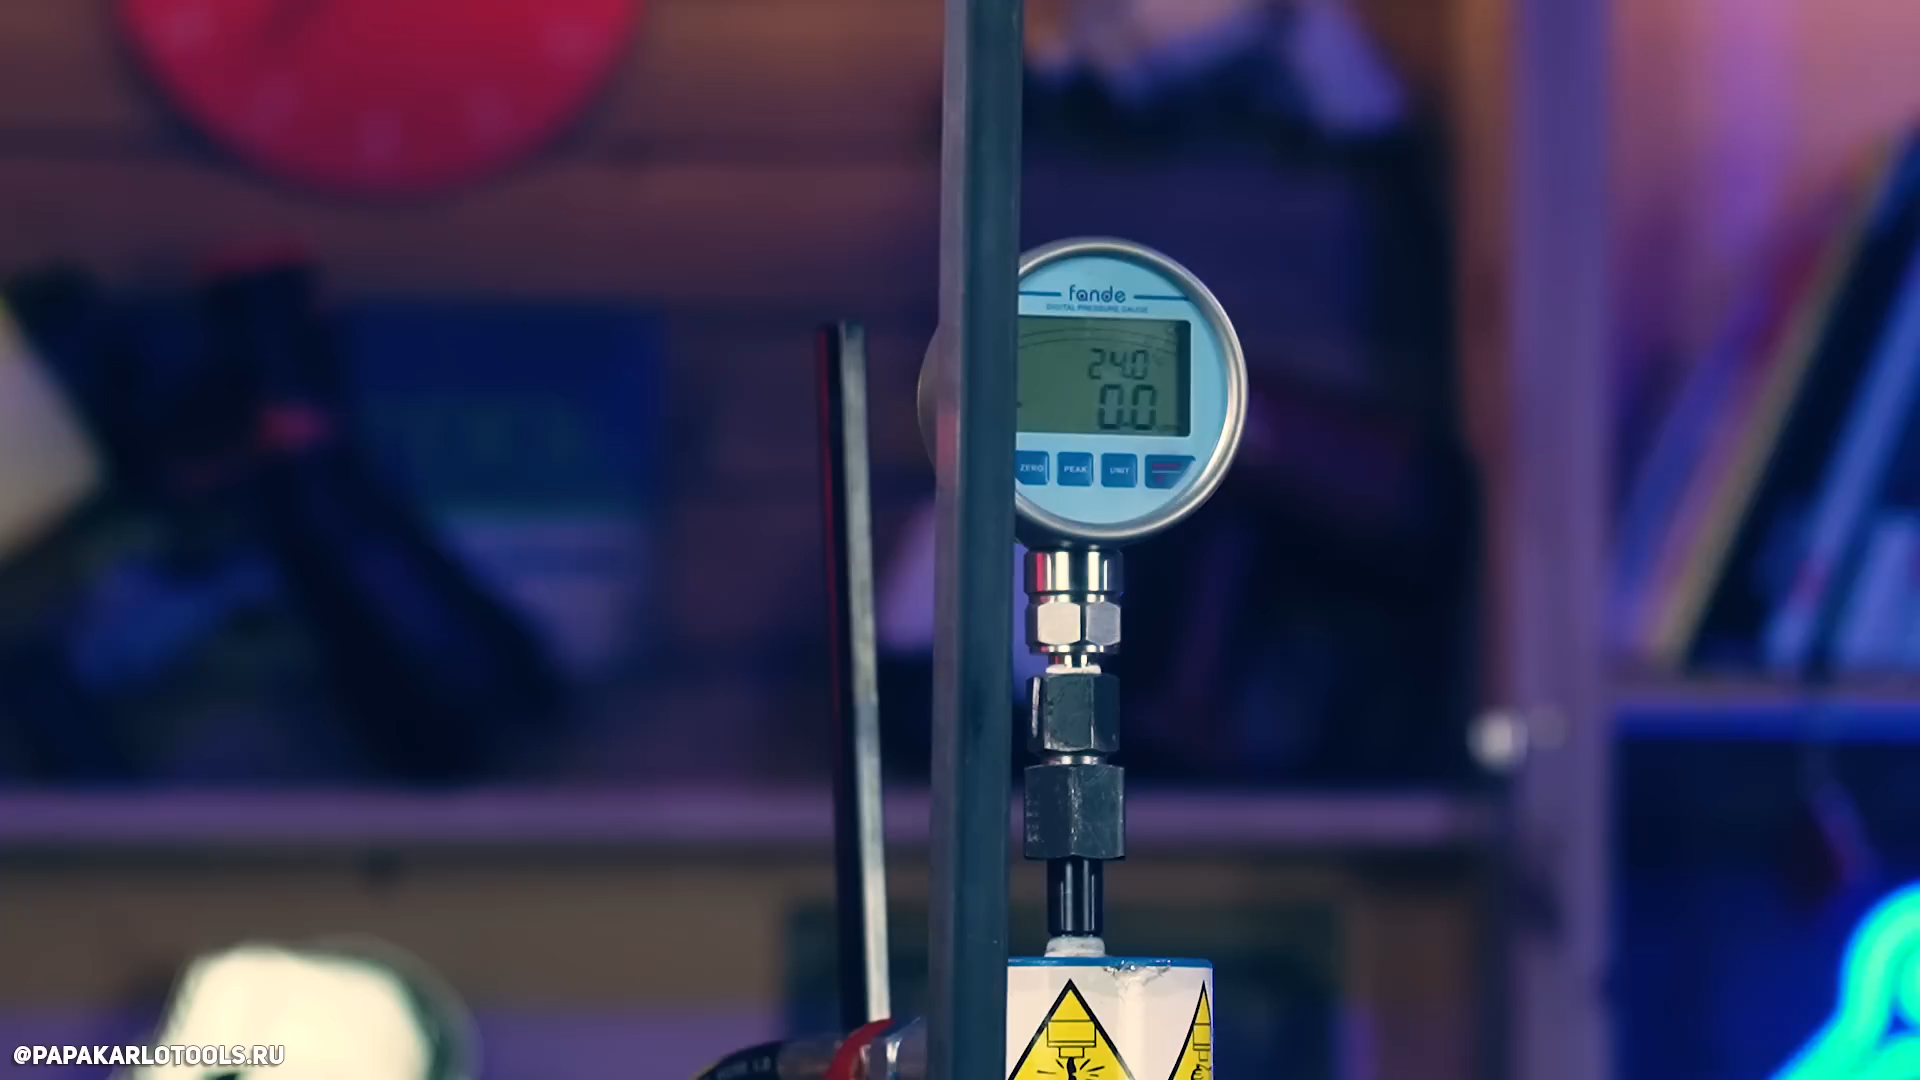 fande
DIGITAL PRESSURE GAUGE
24.0
0.0
ZERO PEAK UNIT
@PAPAKARLOTOOLS.RU